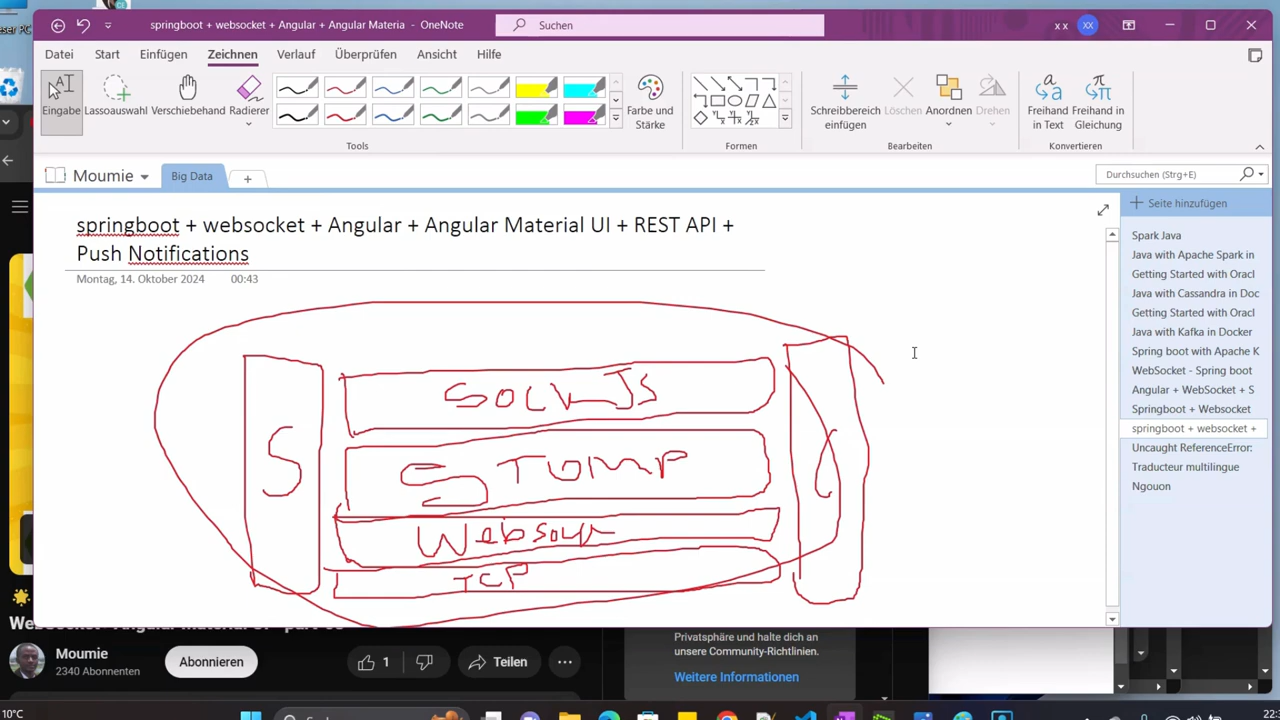 eser PC
springboot + websocket + Angular + Angular Materia - OneNote
Suchen
x x
XX
Datei Start Einfügen Zeichnen Verlauf Überprüfen Ansicht Hilfe
Eingabe Lassoauswahl Verschiebehand Radierer
Farbe und Stärke
Schreibbereich einfügen Löschen Anordnen Drehen
Freihand in Text Freihand in Gleichung
Tools Formen Bearbeiten Konvertieren
Moumie Big Data +
Durchsuchen (Strg+E)
springboot + websocket + Angular + Angular Material UI + REST API +
Push Notifications
Montag, 14. Oktober 2024 00:43
Seite hinzufügen
Spark Java
Java with Apache Spark in
Getting Started with Oracl
Java with Cassandra in Doc
Getting Started with Oracl
Java with Kafka in Docker
Spring boot with Apache K
WebSocket - Spring boot
Angular + WebSocket + S
Springboot + Websocket
springboot + websocket +
Uncaught ReferenceError:
Traducteur multilingue
Ngouon
S
SOCKJS
STOMP
TCP
C
Moumie
2340 Abonnenten
Abonnieren
1
Teilen
Privatsphäre und halte dich an
unsere Community-Richtlinien.
Weitere Informationen
10°C